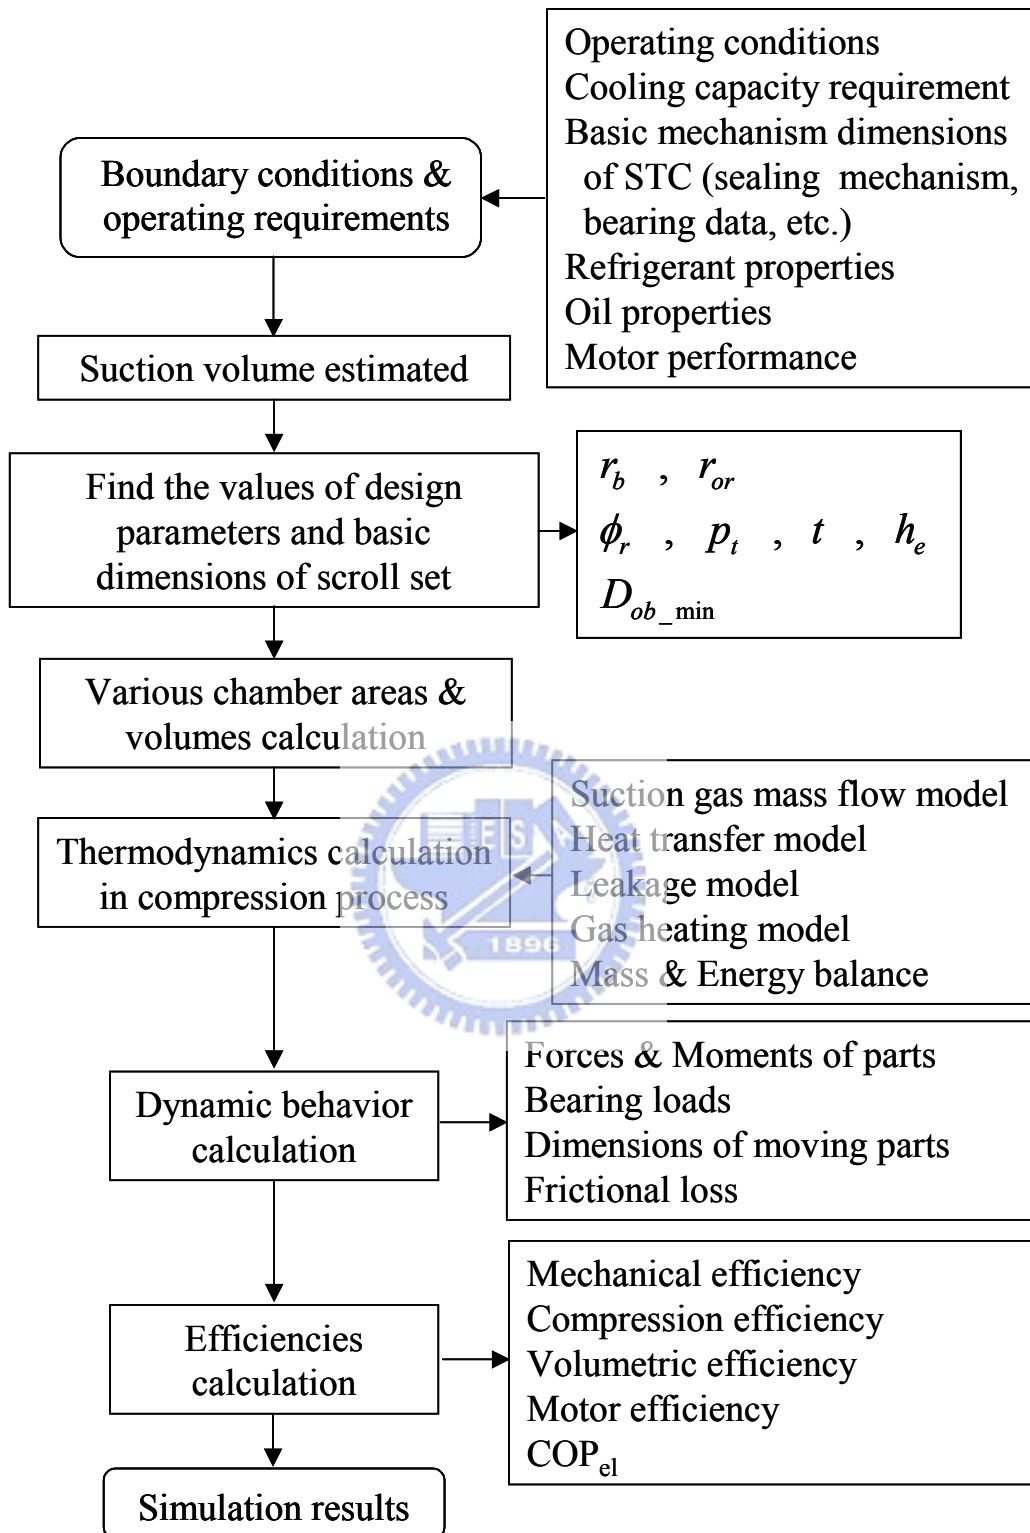 Operating conditions
Cooling capacity requirement
Basic mechanism dimensions
of STC (sealing mechanism,
bearing data, etc.)
Refrigerant properties
Oil properties
Motor performance
Boundary conditions &
operating requirements
Suction volume estimated
Find the values of design
parameters and basic
dimensions of scroll set
r_b , r_or
ϕ_r , p_t , t , h_e
D_ob_min
Various chamber areas &
volumes calculation
Thermodynamics calculation
in compression process
Suction gas mass flow model
Heat transfer model
Leakage model
Gas heating model
Mass & Energy balance
ES
1896
Dynamic behavior
calculation
Forces & Moments of parts
Bearing loads
Dimensions of moving parts
Frictional loss
Efficiencies
calculation
Mechanical efficiency
Compression efficiency
Volumetric efficiency
Motor efficiency
COP_el
Simulation results